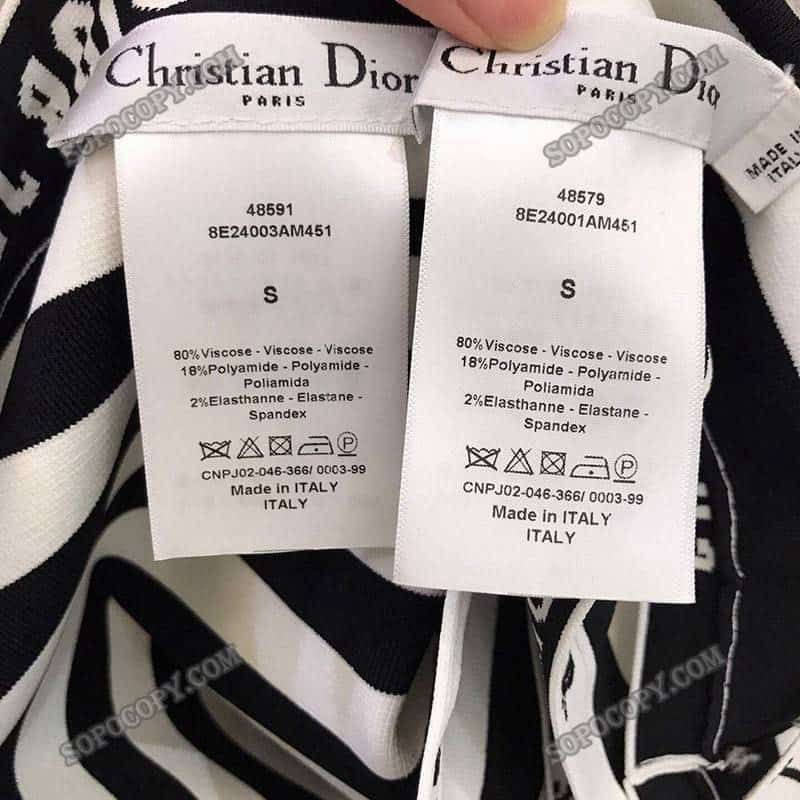 Christian Dior
PARIS
48591
8E24003AM451
S
80%Viscose - Viscose - Viscose
18%Polyamide - Polyamide -
Poliamida
2%Elasthanne - Elastane -
Spandex
CNPJ02-046-366/ 0003-99
Made in ITALY
ITALY
Christian Dio
PARIS
48579
8E24001AM451
S
80%Viscose - Viscose - Viscose
18%Polyamide - Polyamide -
Poliamida
2%Elasthanne - Elastane -
Spandex
CNPJ02-046-366/ 0003-99
Made in ITALY
ITALY
MADE IN
ITALY
SOPOCOPY.COM
SOPOCOPY.COM
SOPOCOPY.COM
SOPOCOPY.COM